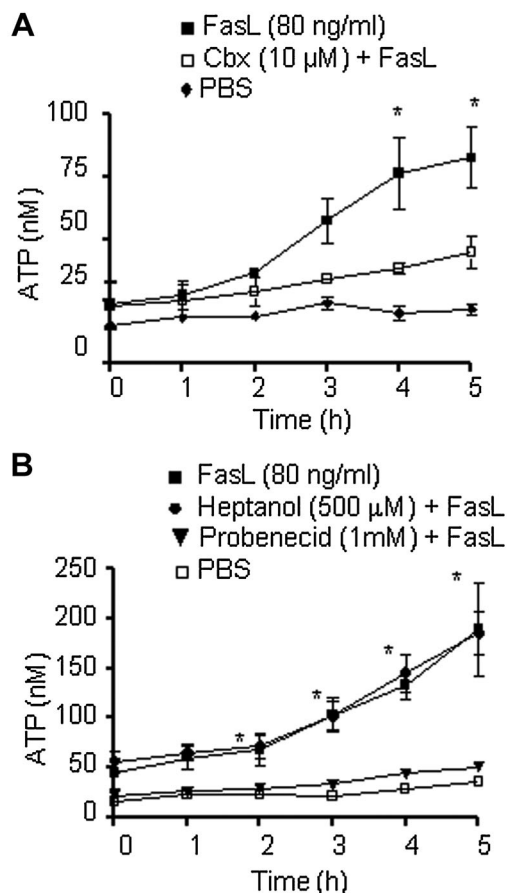 A
FasL (80 ng/ml)
Cbx (10 µM) + FasL
PBS
100
75
50
25
0
ATP (nM)
* *
0 1 2 3 4 5
Time (h)
B
FasL (80 ng/ml)
Heptanol (500 µM) + FasL
Probenecid (1mM) + FasL
PBS
250
200
150
100
50
0
ATP (nM)
* * * *
0 1 2 3 4 5
Time (h)